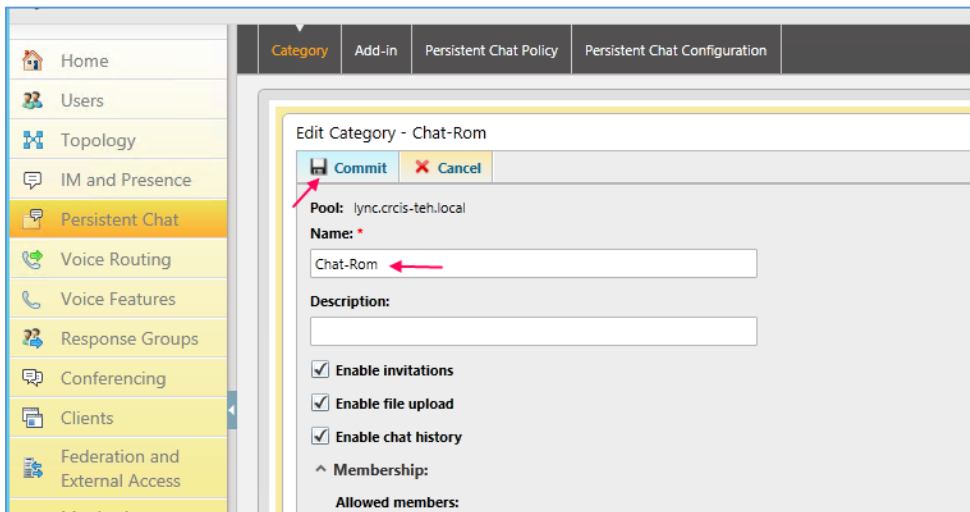 Home
Users
Topology
IM and Presence
Persistent Chat
Voice Routing
Voice Features
Response Groups
Conferencing
Clients
Federation and
External Access
Category Add-in Persistent Chat Policy Persistent Chat Configuration
Edit Category - Chat-Rom
Commit Cancel
Pool: lync.crcis-teh.local
Name: *
Chat-Rom
Description:
Enable invitations
Enable file upload
Enable chat history
Membership:
Allowed members: